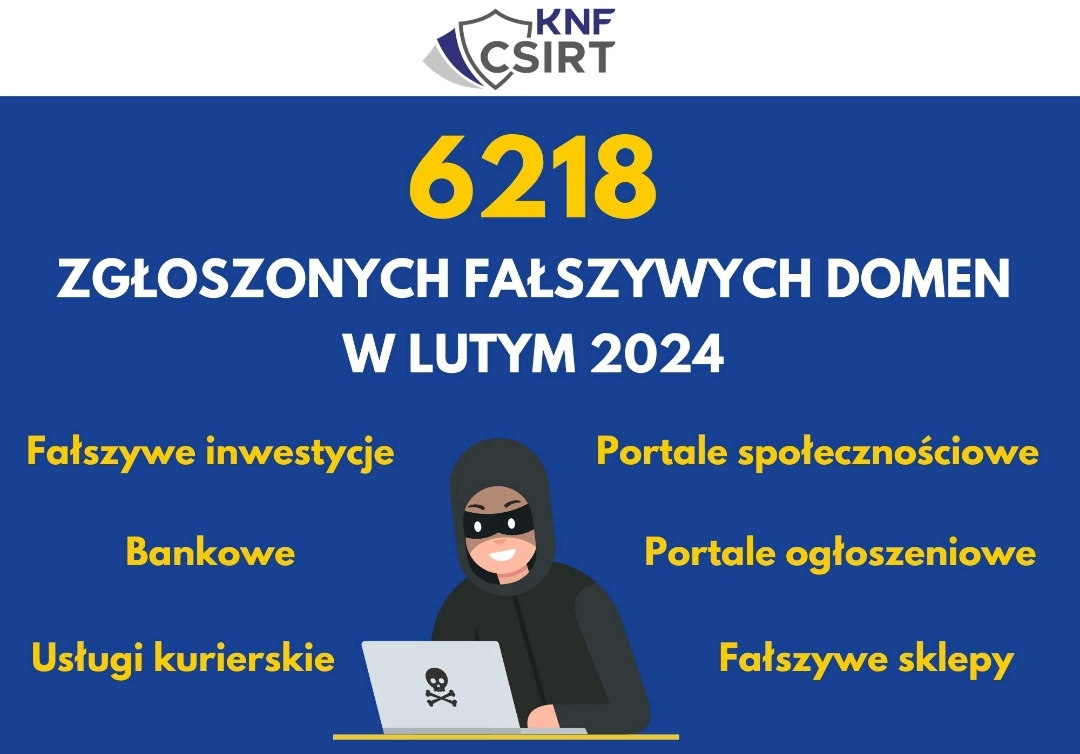 KNF
CSIRT
6218
ZGŁOSZONYCH FAŁSZYWYCH DOMEN
W LUTYM 2024
Fałszywe inwestycje
Portale społecznościowe
Bankowe
Portale ogłoszeniowe
Usługi kurierskie
Fałszywe sklepy